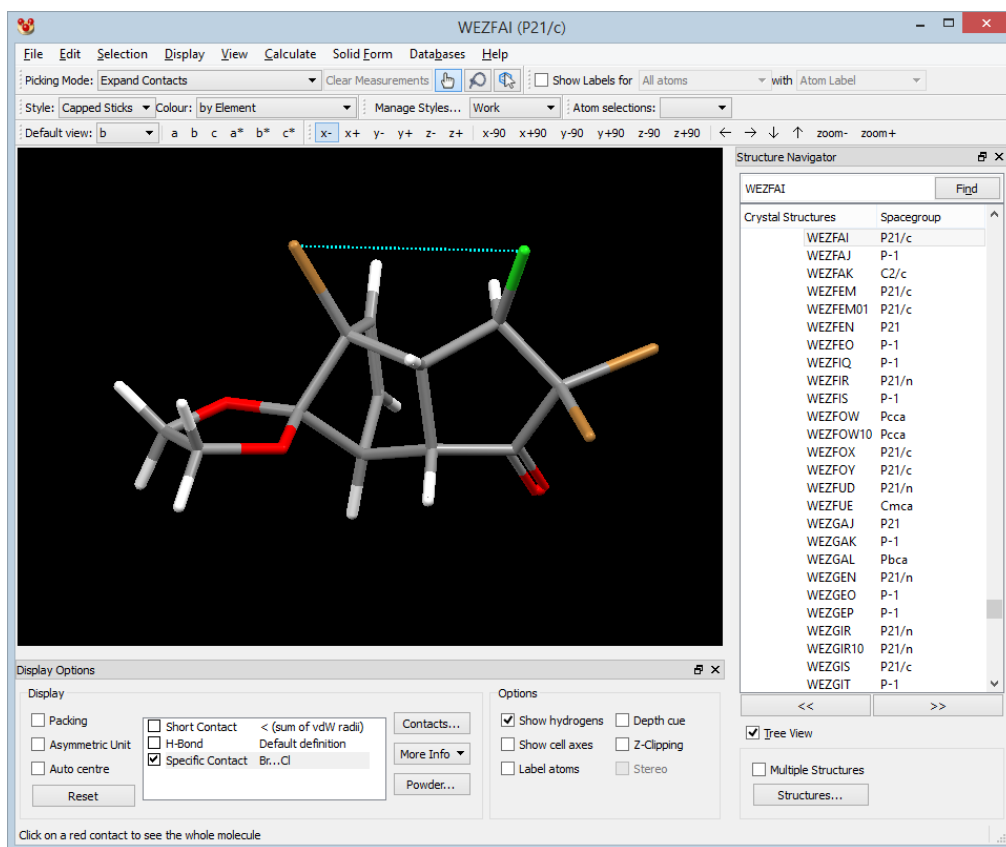 WEZFAI (P21/c)
File Edit Selection Display View Calculate Solid Form Databases Help
Picking Mode: Expand Contacts Clear Measurements Show Labels for All atoms with Atom Label
Style: Capped Sticks Colour: by Element Manage Styles... Work Atom selections:
Default view: b a b c a* b* c* x- x+ y- y+ z- z+ x-90 x+90 y-90 y+90 z-90 z+90 ← → ↓ ↑ zoom- zoom+
Structure Navigator
WEZFAI Find
Crystal Structures Spacegroup
WEZFAI P21/c
WEZFAJ P-1
WEZFAK C2/c
WEZFEM P21/c
WEZFEM01 P21/c
WEZFEN P21
WEZFEO P-1
WEZFIQ P-1
WEZFIR P21/n
WEZFIS P-1
WEZFOW Pcca
WEZFOW10 Pcca
WEZFOX P21/c
WEZFOY P21/c
WEZFUD P21/n
WEZFUE Cmca
WEZGAJ P21
WEZGAK P-1
WEZGAL Pbca
WEZGEN P21/n
WEZGEO P-1
WEZGEP P-1
WEZGIR P21/n
WEZGIR10 P21/n
WEZGIS P21/c
WEZGIT P-1
<< >>
Tree View
Multiple Structures
Structures...
Display Options
Display
Packing
Asymmetric Unit
Auto centre
Reset
Short Contact < (sum of vdW radii)
H-Bond Default definition
Specific Contact Br...Cl
Contacts...
More Info
Powder...
Options
Show hydrogens Depth cue
Show cell axes Z-Clipping
Label atoms Stereo
Click on a red contact to see the whole molecule